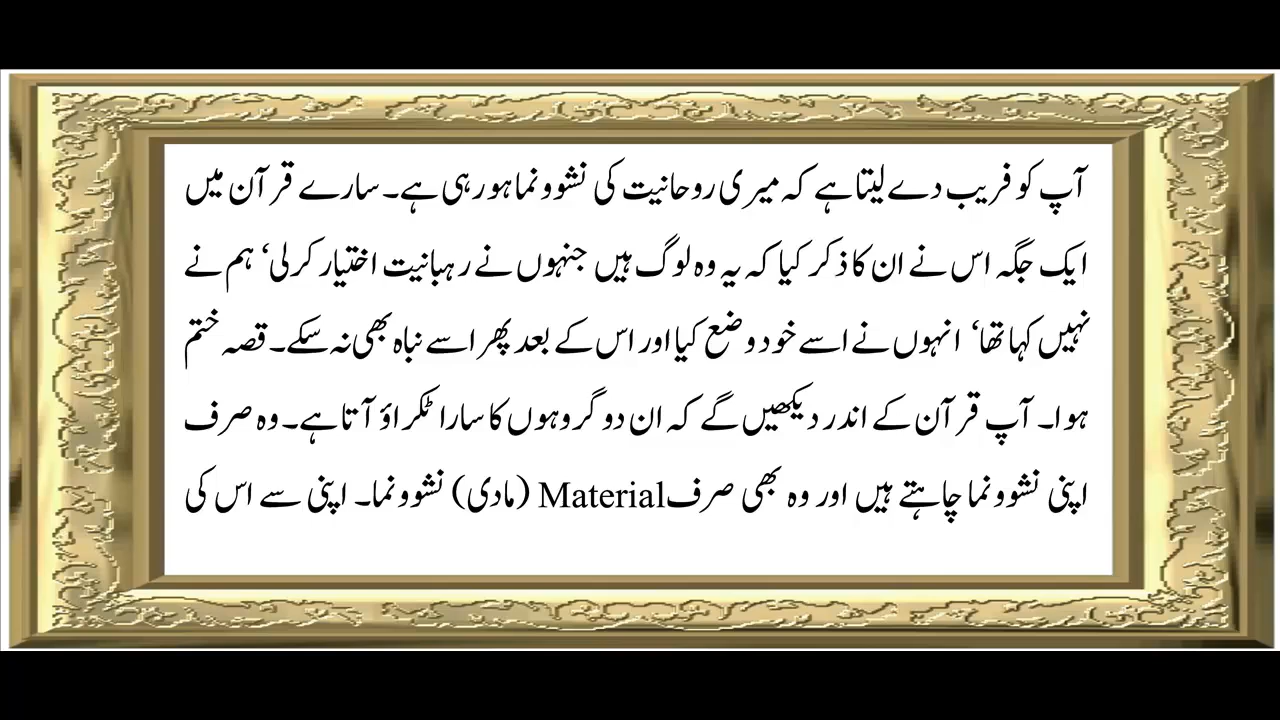 آپ کو فریب دے لیتا ہے کہ میری روحانیت کی نشوونما ہو رہی ہے۔ سارے قرآن میں
ایک جگہ اس نے ان کا ذکر کیا کہ یہ وہ لوگ ہیں جنہوں نے رہبانیت اختیار کرلی‘ ہم نے
نہیں کہا تھا‘ انہوں نے اسے خود وضع کیا اور اس کے بعد پھر اسے نباہ بھی نہ سکے۔ قصہ ختم
ہوا۔ آپ قرآن کے اندر دیکھیں گے کہ ان دو گروہوں کا سارا ٹکراؤ آتا ہے۔ وہ صرف
اپنی نشوونما چاہتے ہیں اور وہ بھی صرف Material (مادی) نشوونما۔ اپنی سے اس کی